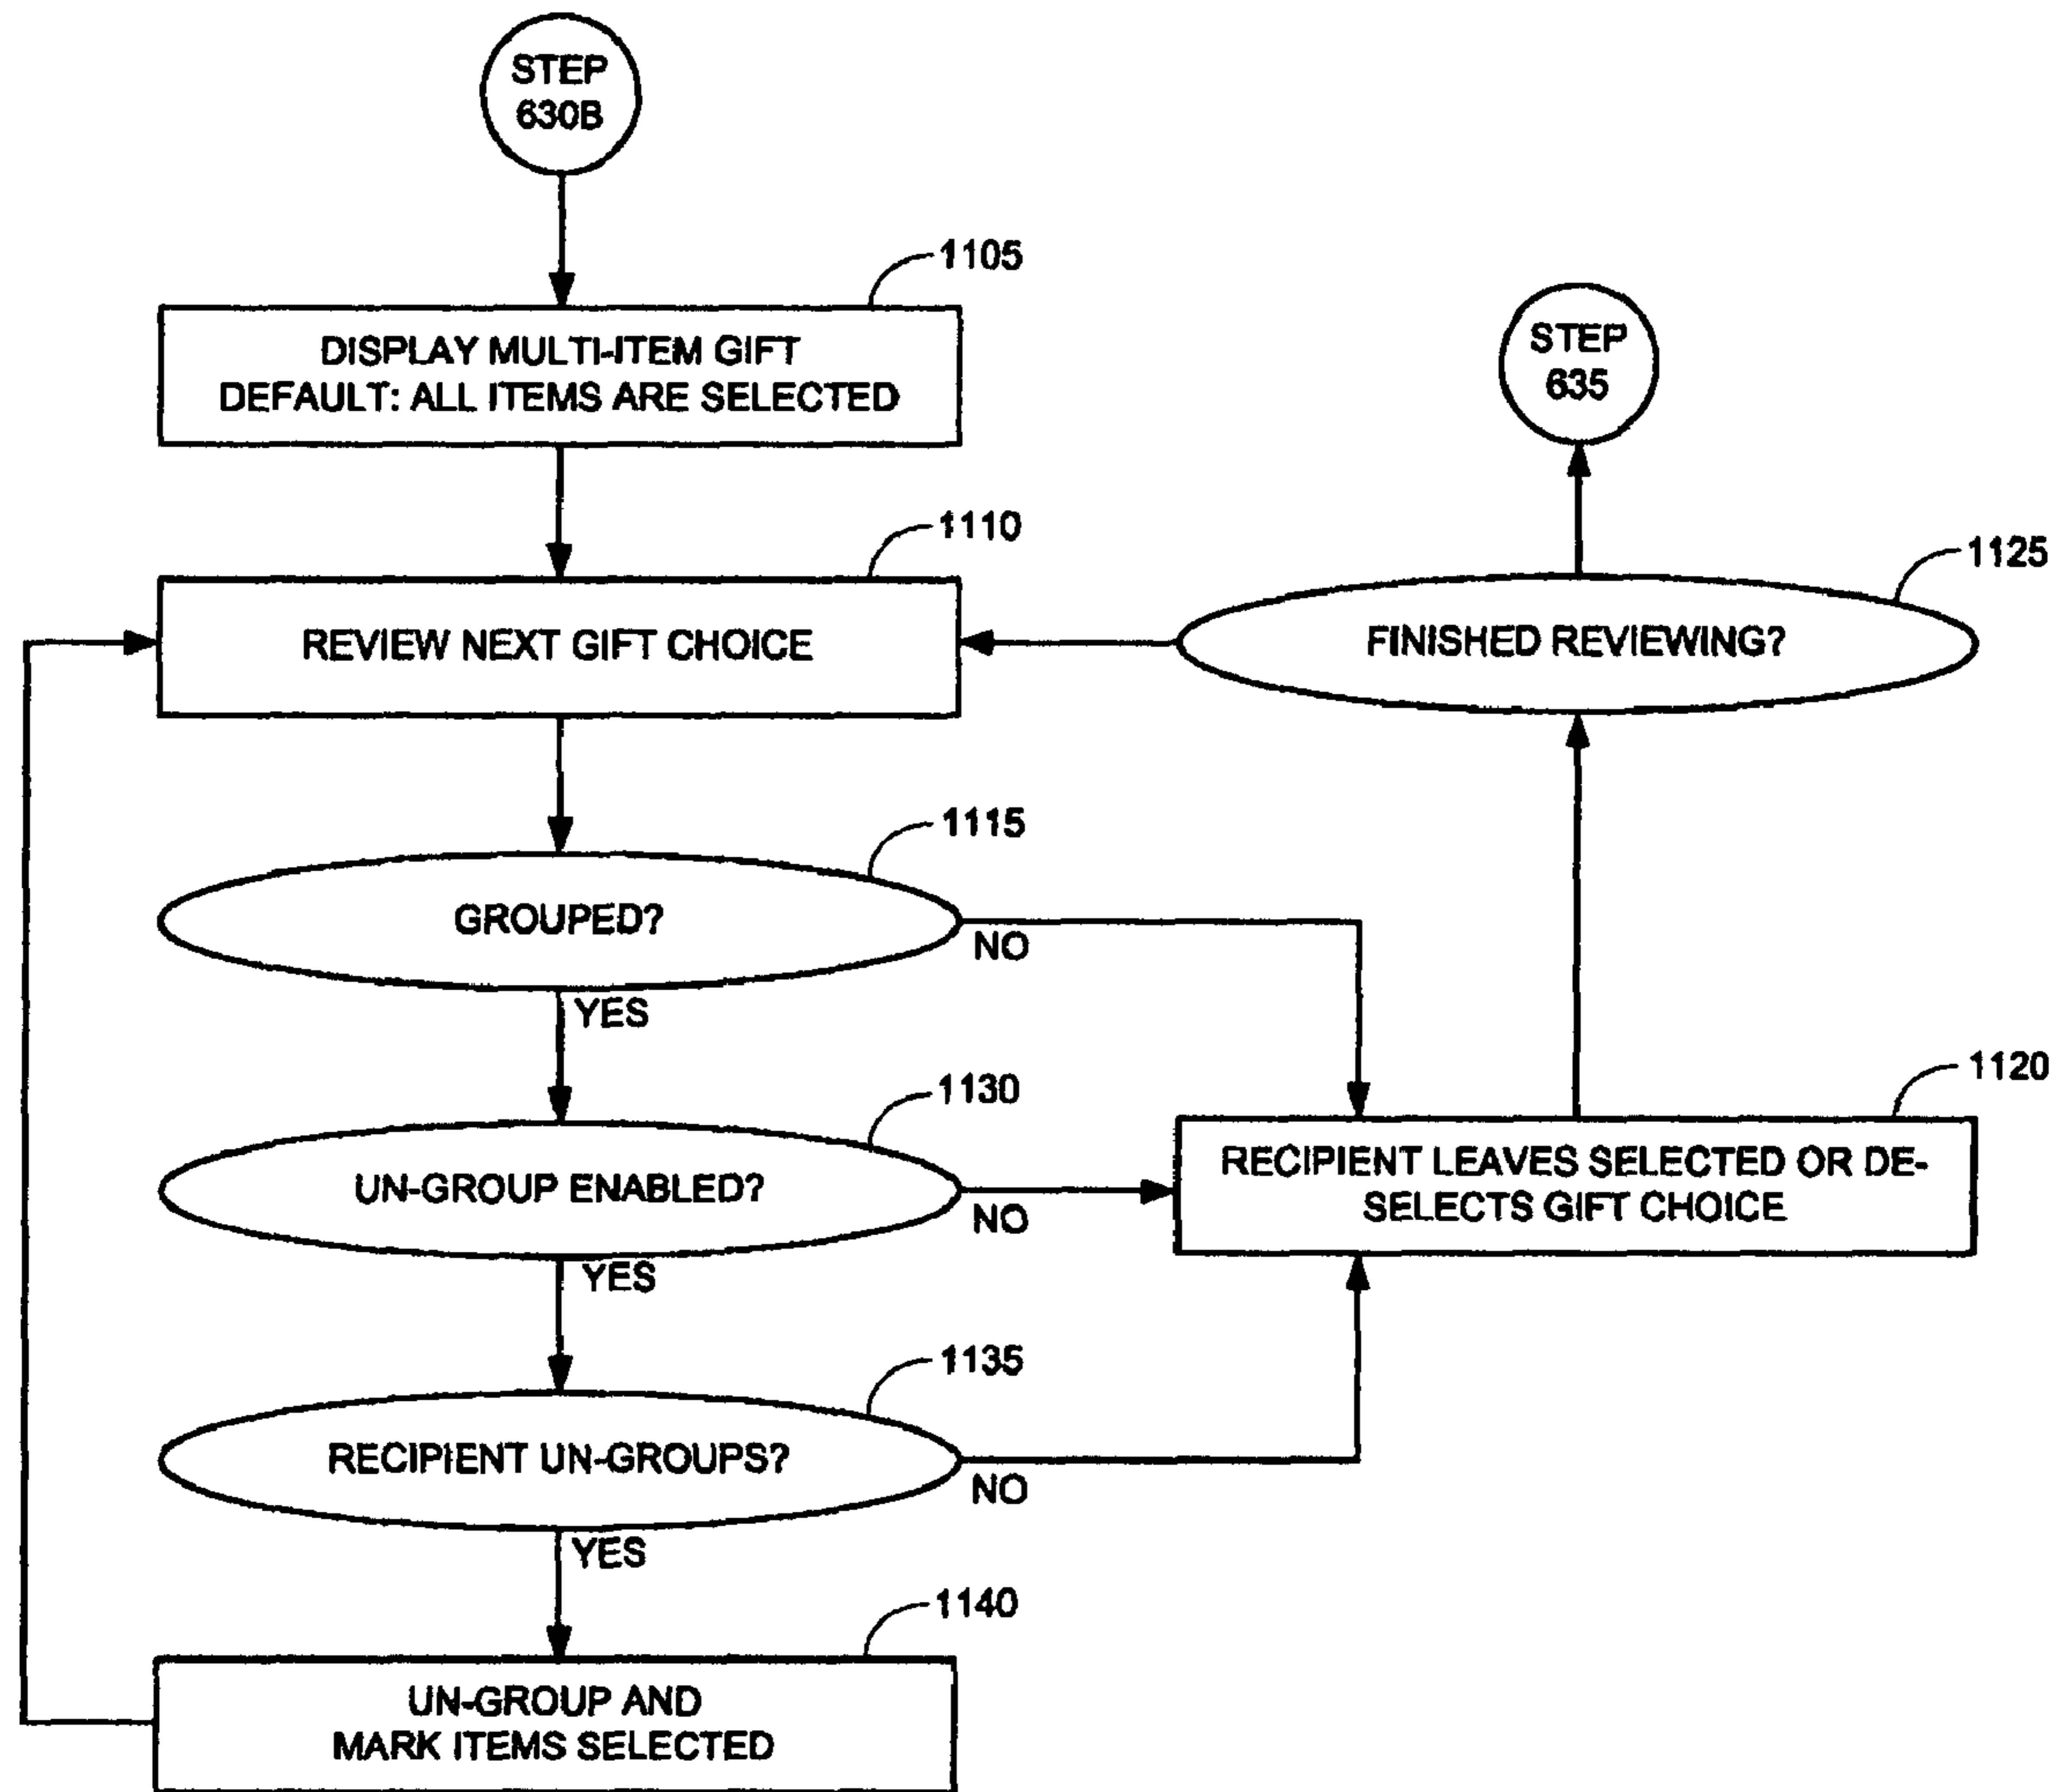 STEP
630B
1105
DISPLAY MULTI-ITEM GIFT
DEFAULT: ALL ITEMS ARE SELECTED
STEP
635
1110
REVIEW NEXT GIFT CHOICE
1125
FINISHED REVIEWING?
1115
GROUPED?
NO
YES
1130
UN-GROUP ENABLED?
NO
YES
1120
RECIPIENT LEAVES SELECTED OR DE-
SELECTS GIFT CHOICE
1135
RECIPIENT UN-GROUPS?
NO
YES
1140
UN-GROUP AND
MARK ITEMS SELECTED